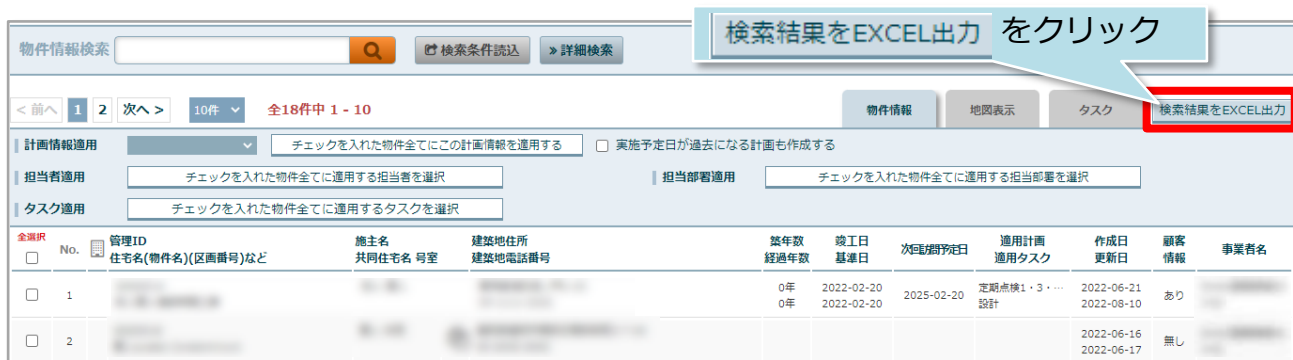 検索結果をEXCEL出力 をクリック
物件情報検索
検索条件読込
» 詳細検索
< 前へ 1 2 次へ >
10件
全18件中 1 - 10
物件情報
地図表示
タスク
検索結果をEXCEL出力
計画情報適用
チェックを入れた物件全てにこの計画情報を適用する
実施予定日が過去になる計画も作成する
担当者適用
チェックを入れた物件全てに適用する担当者を選択
担当部署適用
チェックを入れた物件全てに適用する担当部署を選択
タスク適用
チェックを入れた物件全てに適用するタスクを選択
全選択
No.
管理ID
住宅名(物件名)(区画番号)など
施主名
共同住宅名 号室
建築地住所
建築地電話番号
築年数
経過年数
竣工日
基準日
次回訪問予定日
適用計画
適用タスク
作成日
更新日
顧客
情報
事業者名
1
0年
0年
2022-02-20
2022-02-20
2025-02-20
定期点検1・3・…
設計
2022-06-21
2022-08-10
あり
2
2022-06-16
2022-06-17
無し